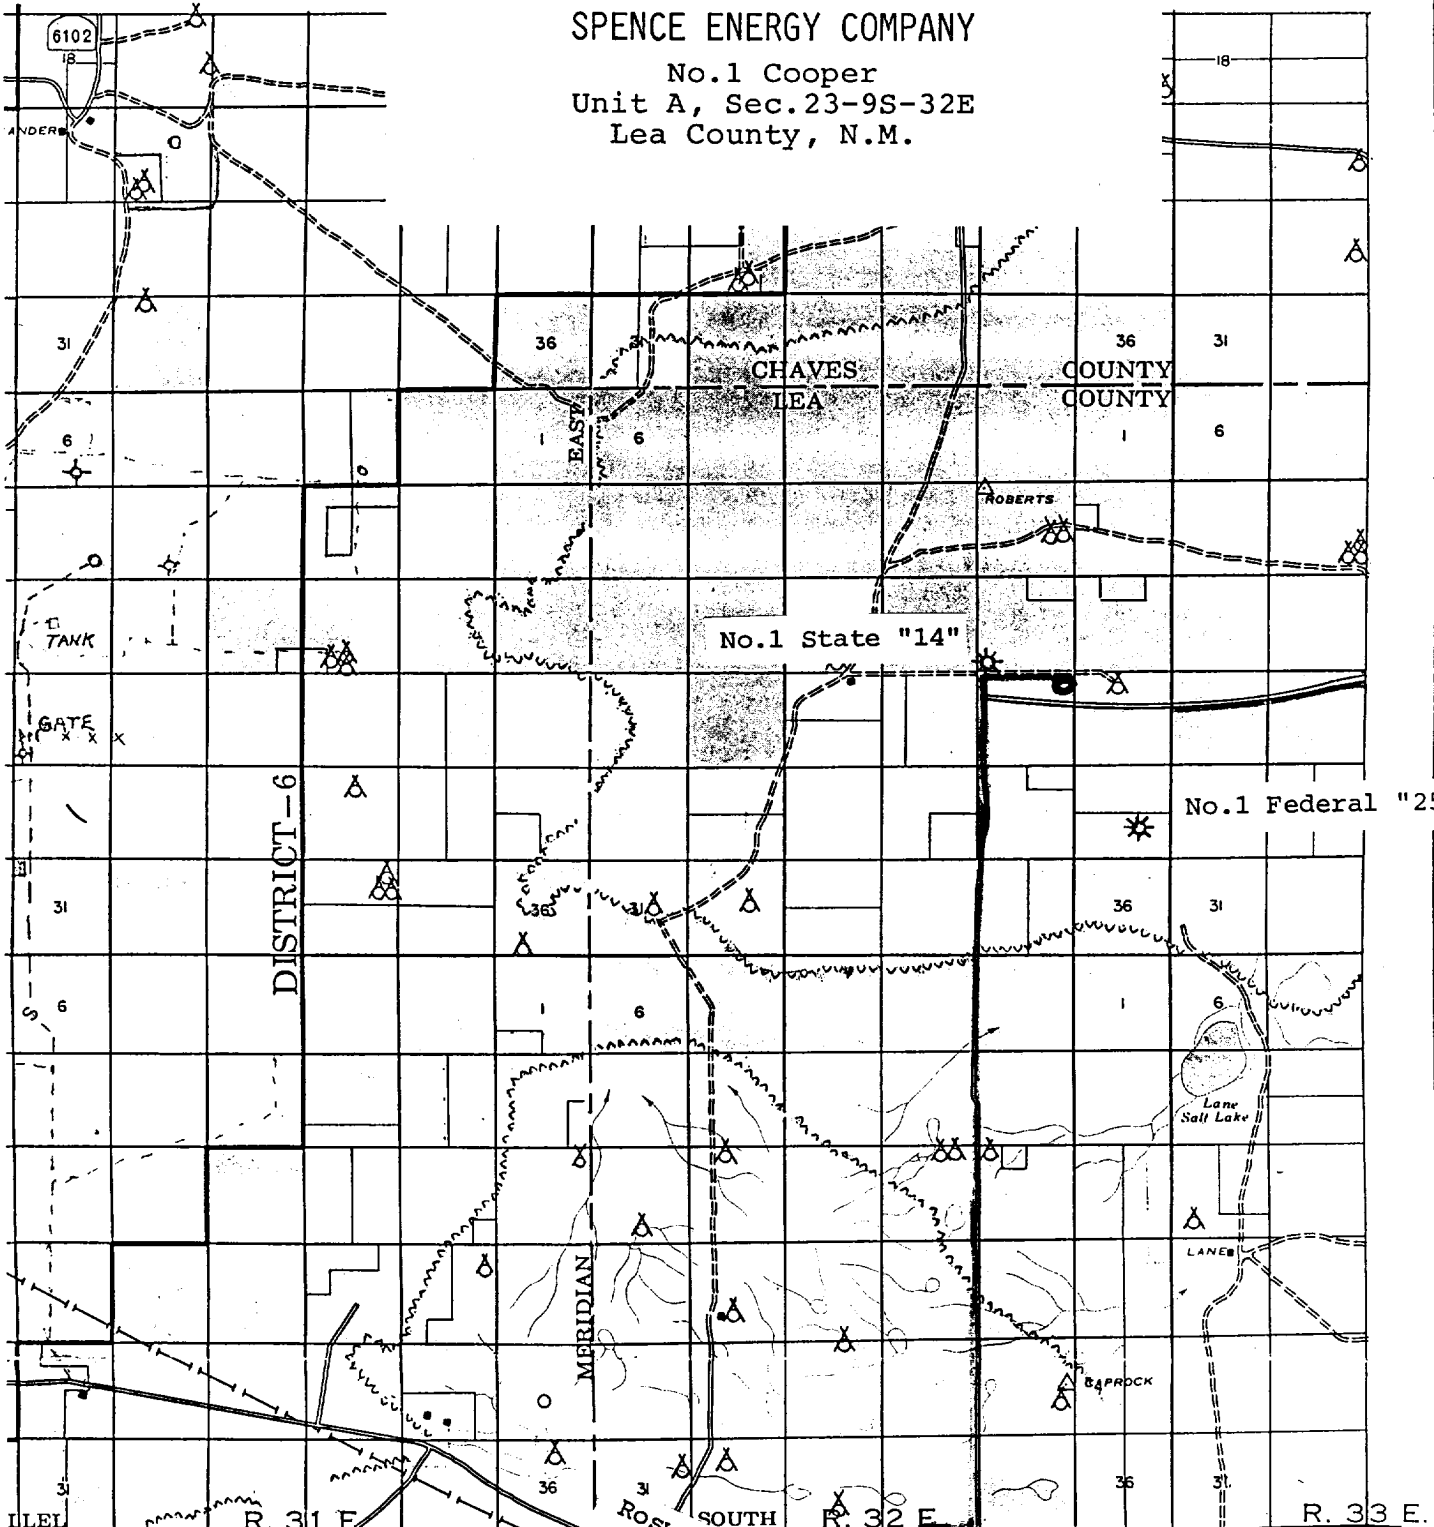 SPENCE ENERGY COMPANY
No.1 Cooper
Unit A, Sec.23-9S-32E
Lea County, N.M.
6102
18
18
ANDER
31
36
31
36
31
CHAVES
COUNTY
LEA
COUNTY
EAST
6
1
6
1
6
ROBERTS
TANK
No.1 State "14"
GATE
DISTRICT-6
No.1 Federal "25
31
36
31
36
31
S
6
1
6
1
6
Lane
Salt Lake
MERIDIAN
LANE
CAPROCK
31
36
31
36
31
LLEL
R. 31 E
SOUTH
R. 32 E
R. 33 E.